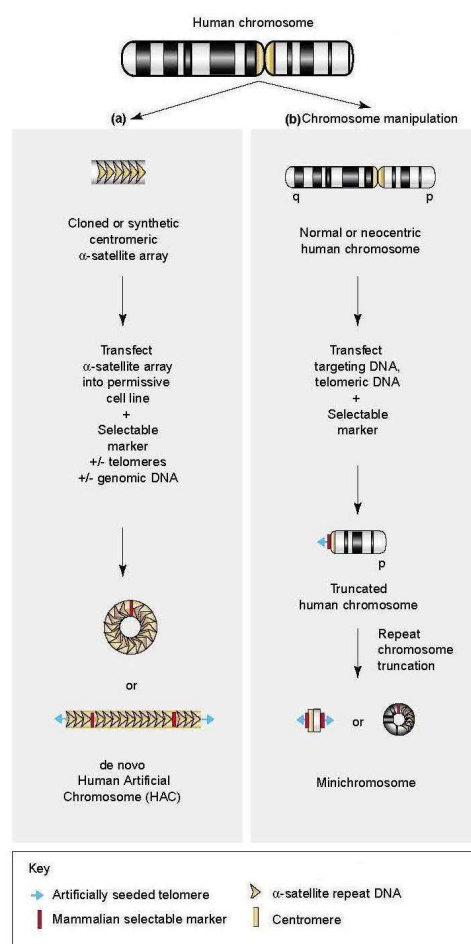 Human chromosome
(a)
(b) Chromosome manipulation
Cloned or synthetic
centromeric
α-satellite array
Transfect
α-satellite array
into permissive
cell line
+
Selectable
marker
+/- telomeres
+/- genomic DNA
or
de novo
Human Artificial
Chromosome (HAC)
q
p
Normal or neocentric
human chromosome
Transfect
targeting DNA,
telomeric DNA
+
Selectable
marker
p
Truncated
human chromosome
Repeat
chromosome
truncation
or
Minichromosome
Key
Artificially seeded telomere
Mammalian selectable marker
α-satellite repeat DNA
Centromere